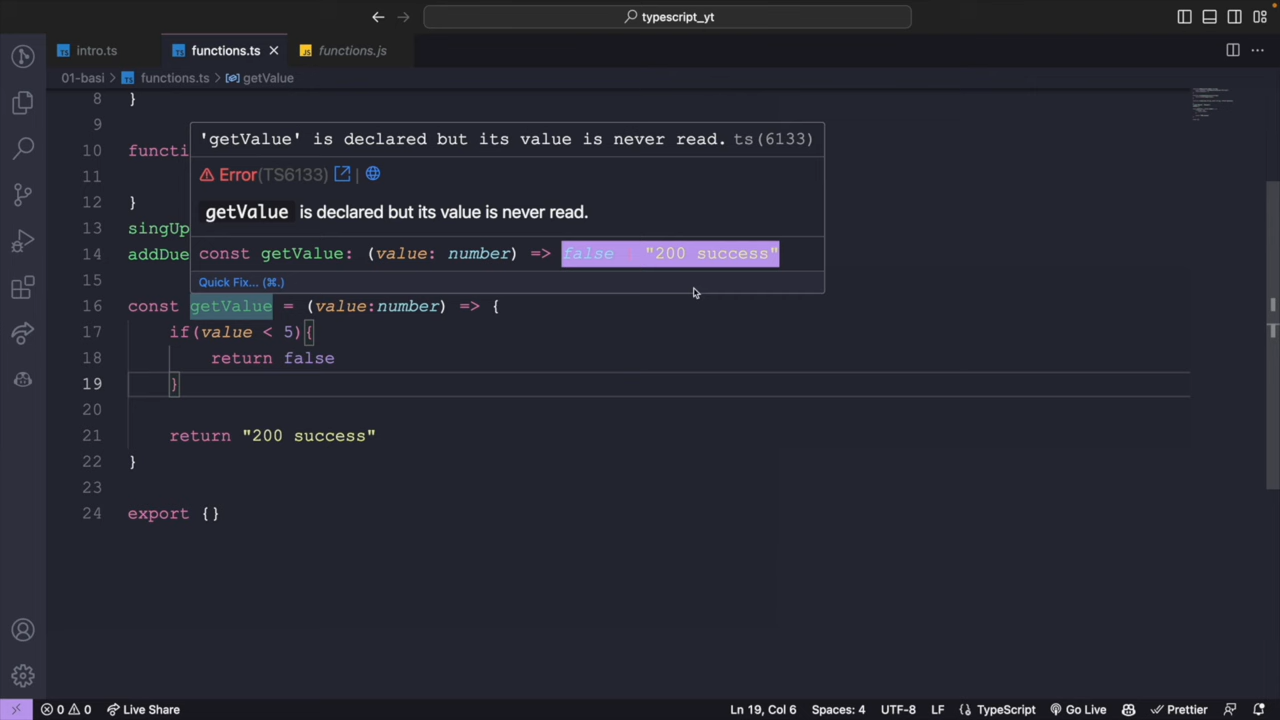 typescript_yt
TS intro.ts
TS functions.ts
JS functions.js
01-basi > TS functions.ts > getValue
8 }
9
'getValue' is declared but its value is never read. ts(6133)
10 functi
Error(TS6133) |
11
getValue is declared but its value is never read.
12 }
13 singUp
const getValue: (value: number) => false | "200 success"
14 addDue
15
Quick Fix... (⌘.)
16 const getValue = (value:number) => {
17 if(value < 5){
18 return false
19 }
20
21 return "200 success"
22 }
23
24 export {}
0 0 Live Share Ln 19, Col 6 Spaces: 4 UTF-8 LF {} TypeScript Go Live Prettier